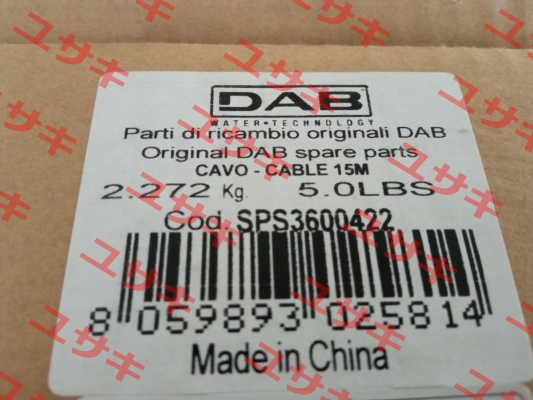 DAB
WATER•TECHNOLOGY
Parti di ricambio originali DAB
Original DAB spare parts
CAVO - CABLE 15M
2.272 Kg. 5.0LBS
Cod. SPS3600422
8 059893 025814
Made in China
ユサキ